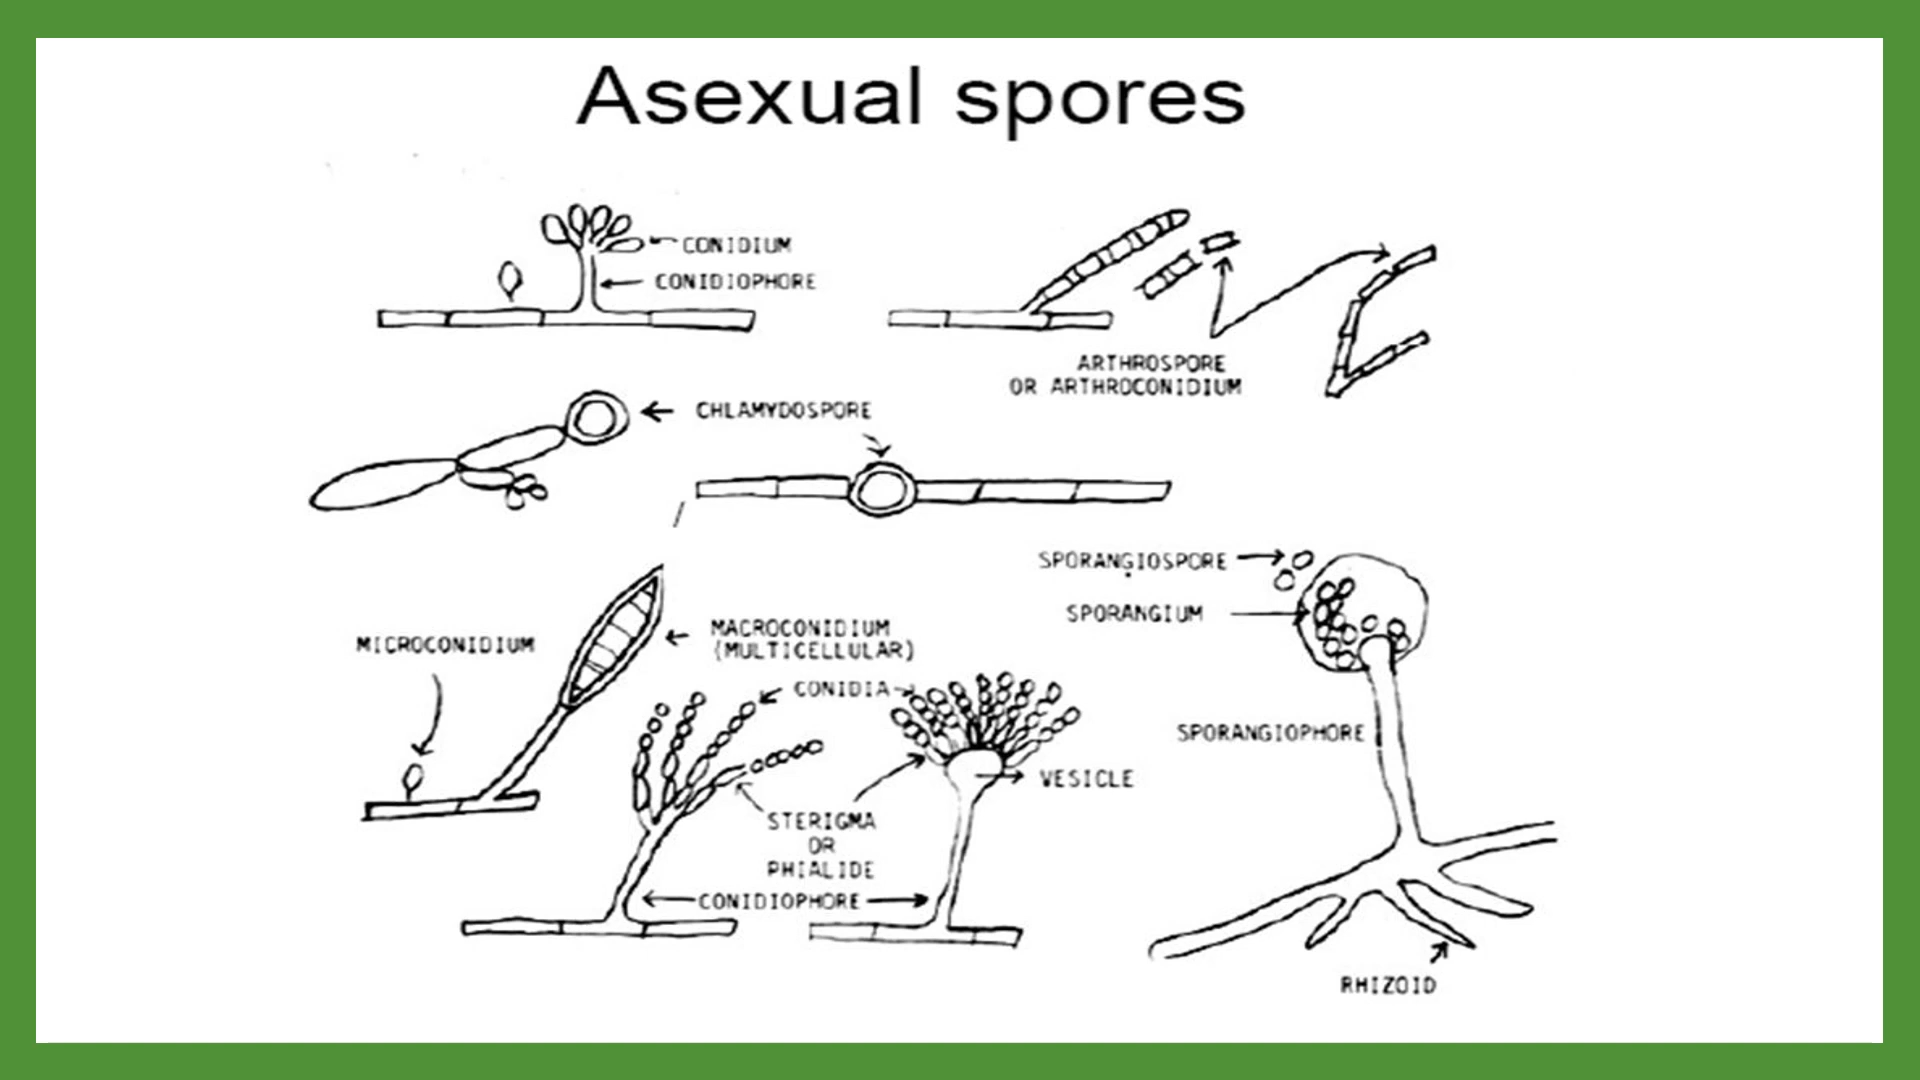 Asexual spores
CONIDIUM
CONIDIOPHORE
ARTHROSPORE
OR ARTHROCONIDIUM
CHLAMYDOSPORE
SPORANGIOSPORE
SPORANGIUM
MICROCONIDIUM
MACROCONIDIUM
(MULTICELLULAR)
CONIDIA
SPORANGIOPHORE
VESICLE
STERIGMA
OR
PHIALIDE
CONIDIOPHORE
RHIZOID